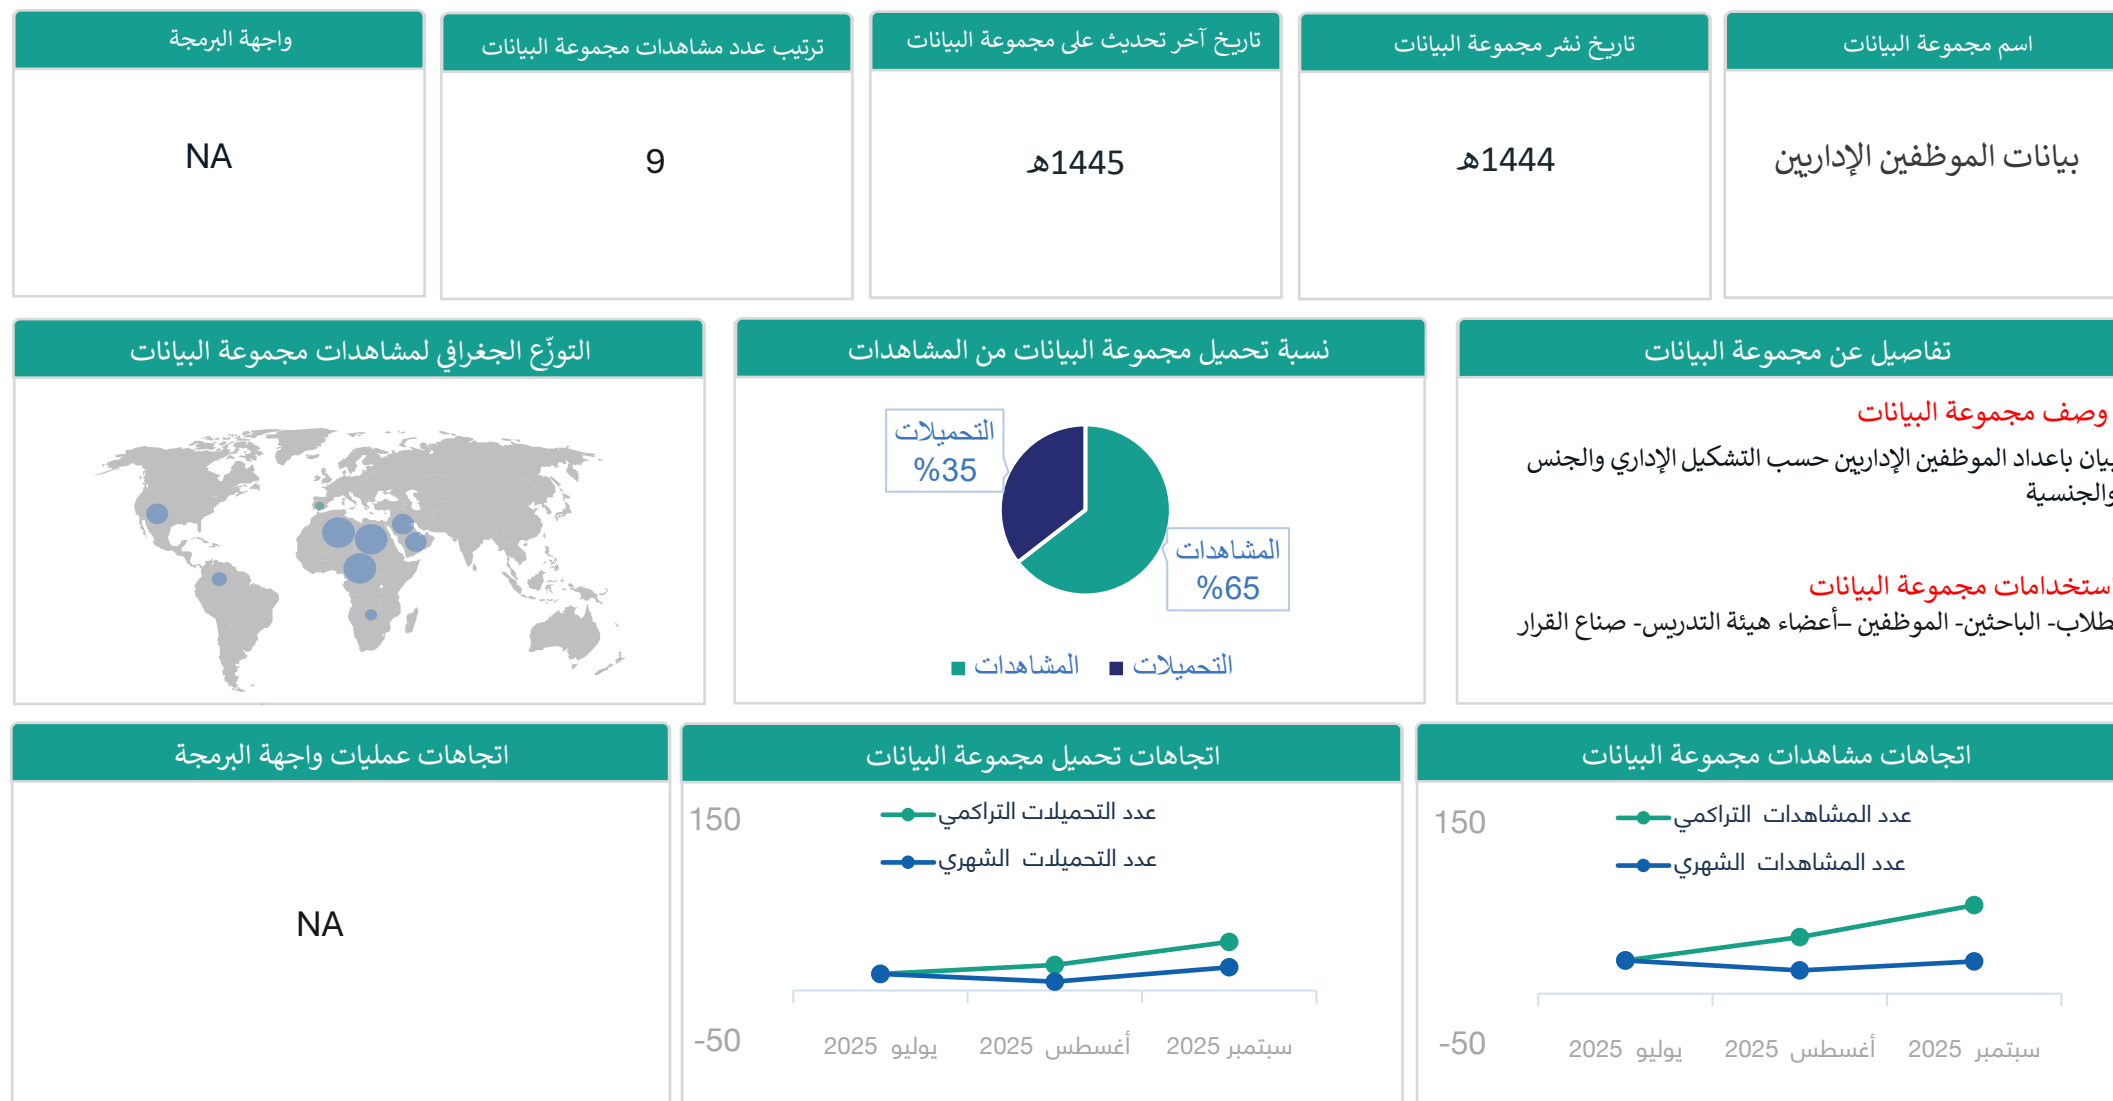 اسم مجموعة البيانات
بيانات الموظفين الإداريين
تاريخ نشر مجموعة البيانات
1444هـ
تاريخ آخر تحديث على مجموعة البيانات
1445هـ
ترتيب عدد مشاهدات مجموعة البيانات
9
واجهة البرمجة
NA
تفاصيل عن مجموعة البيانات
وصف مجموعة البيانات
بيان باعداد الموظفين الإداريين حسب التشكيل الإداري والجنس
والجنسية
استخدامات مجموعة البيانات
طلاب- الباحثين- الموظفين –أعضاء هيئة التدريس- صناع القرار
نسبة تحميل مجموعة البيانات من المشاهدات
التحميلات
%35
المشاهدات
%65
التحميلات
المشاهدات
التوزّع الجغرافي لمشاهدات مجموعة البيانات
اتجاهات مشاهدات مجموعة البيانات
150
عدد المشاهدات التراكمي
عدد المشاهدات الشهري
-50
يوليو 2025
أغسطس 2025
سبتمبر 2025
اتجاهات تحميل مجموعة البيانات
150
عدد التحميلات التراكمي
عدد التحميلات الشهري
-50
يوليو 2025
أغسطس 2025
سبتمبر 2025
اتجاهات عمليات واجهة البرمجة
NA